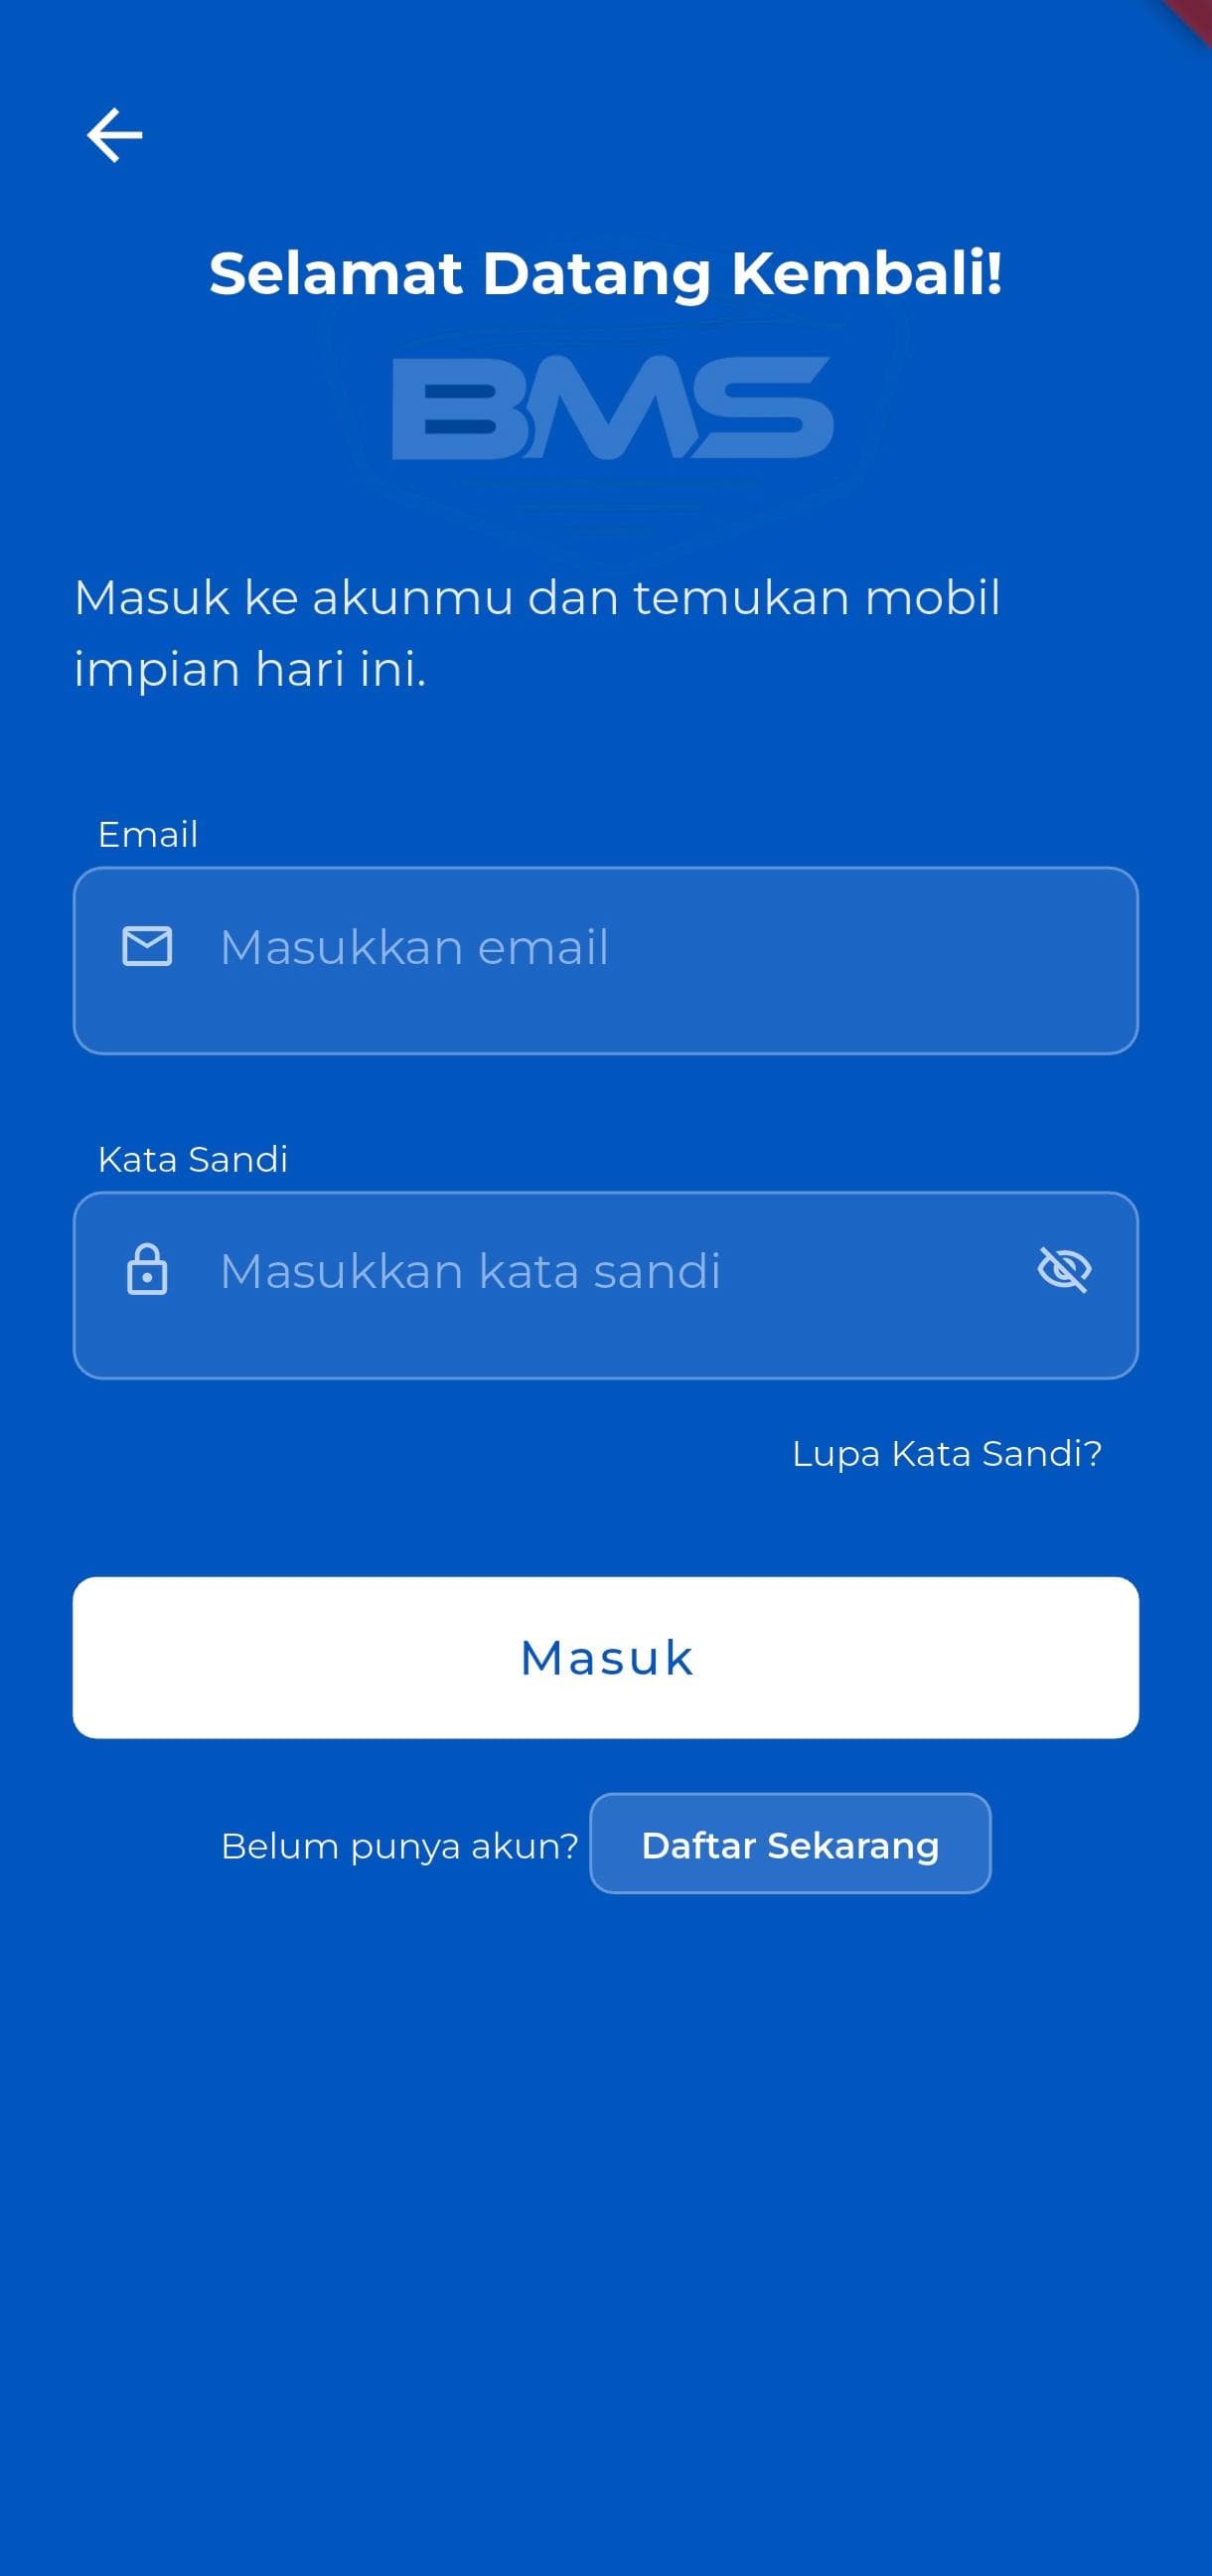 Selamat Datang Kembali!
BMS
Masuk ke akunmu dan temukan mobil
impian hari ini.
Email
Masukkan email
Kata Sandi
Masukkan kata sandi
Lupa Kata Sandi?
Masuk
Belum punya akun? Daftar Sekarang